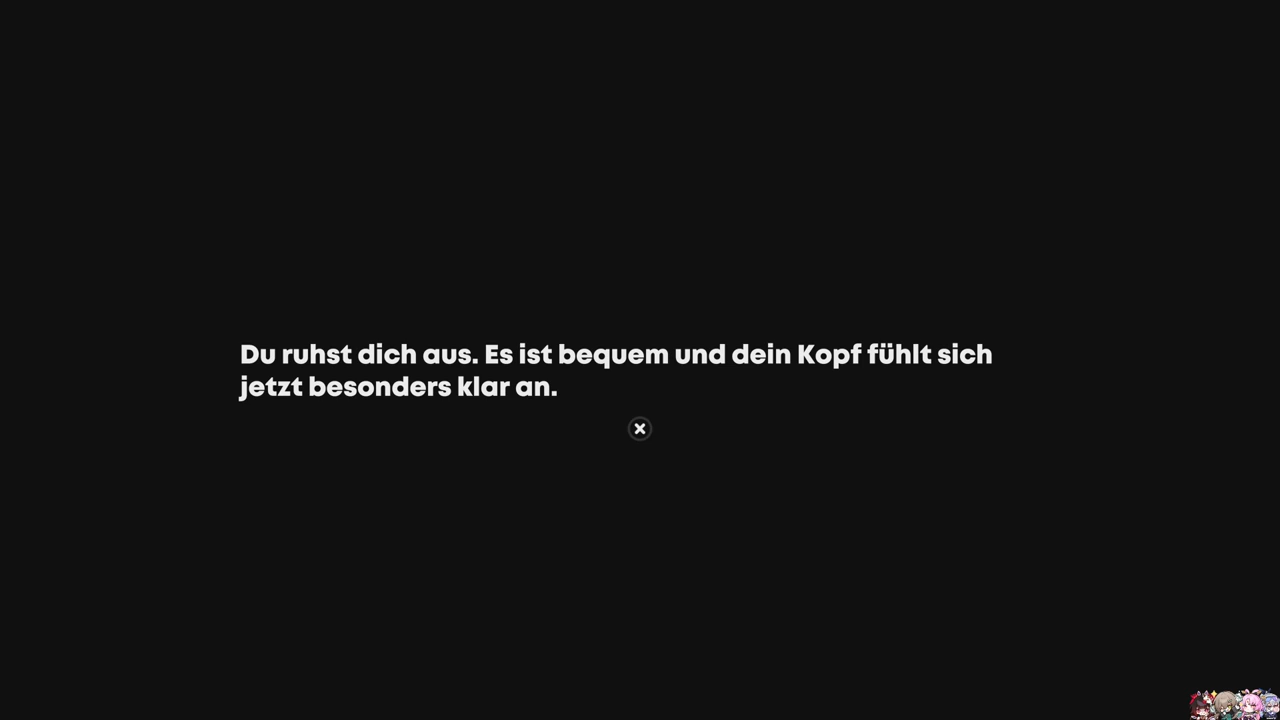 Du ruhst dich aus. Es ist bequem und dein Kopf fühlt sich
jetzt besonders klar an.